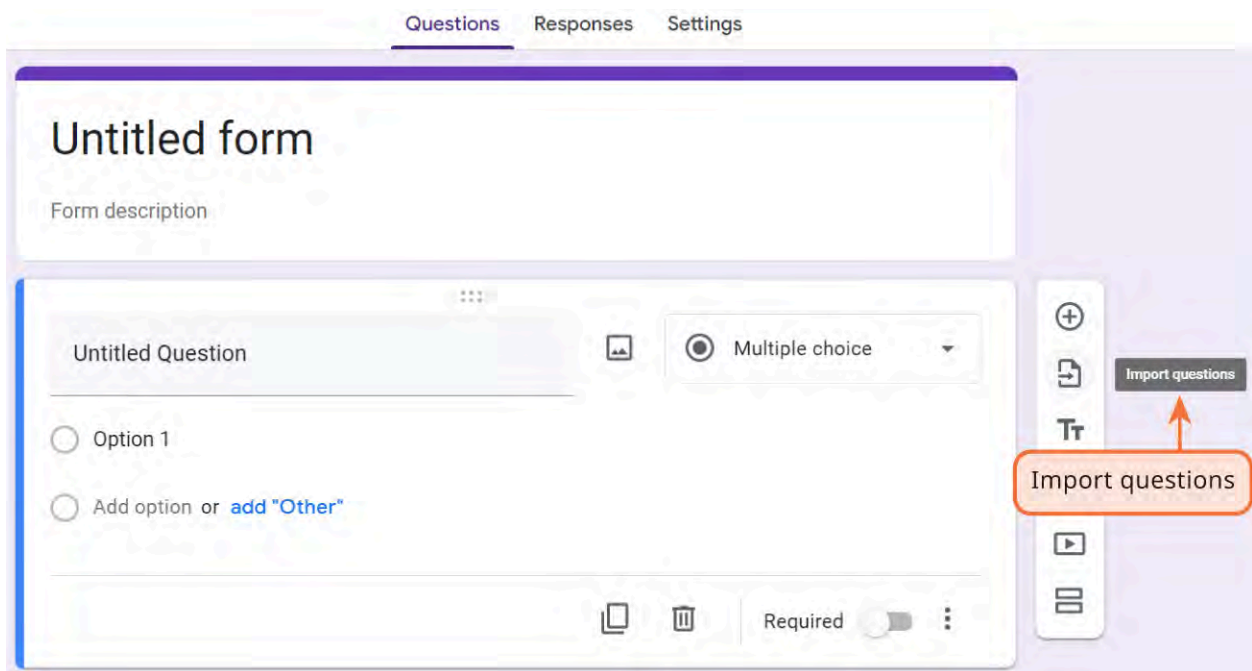 Questions Responses Settings
Untitled form
Form description
Untitled Question
Multiple choice
Import questions
Option 1
Tt
Import questions
Add option or add "Other"
Required